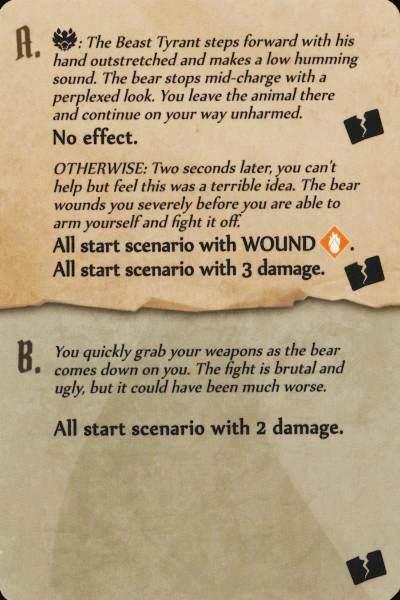 A.
: The Beast Tyrant steps forward with his
hand outstretched and makes a low humming
sound. The bear stops mid-charge with a
perplexed look. You leave the animal there
and continue on your way unharmed.
No effect.
OTHERWISE: Two seconds later, you can't
help but feel this was a terrible idea. The bear
wounds you severely before you are able to
arm yourself and fight it off.
All start scenario with WOUND .
All start scenario with 3 damage.
B.
You quickly grab your weapons as the bear
comes down on you. The fight is brutal and
ugly, but it could have been much worse.
All start scenario with 2 damage.